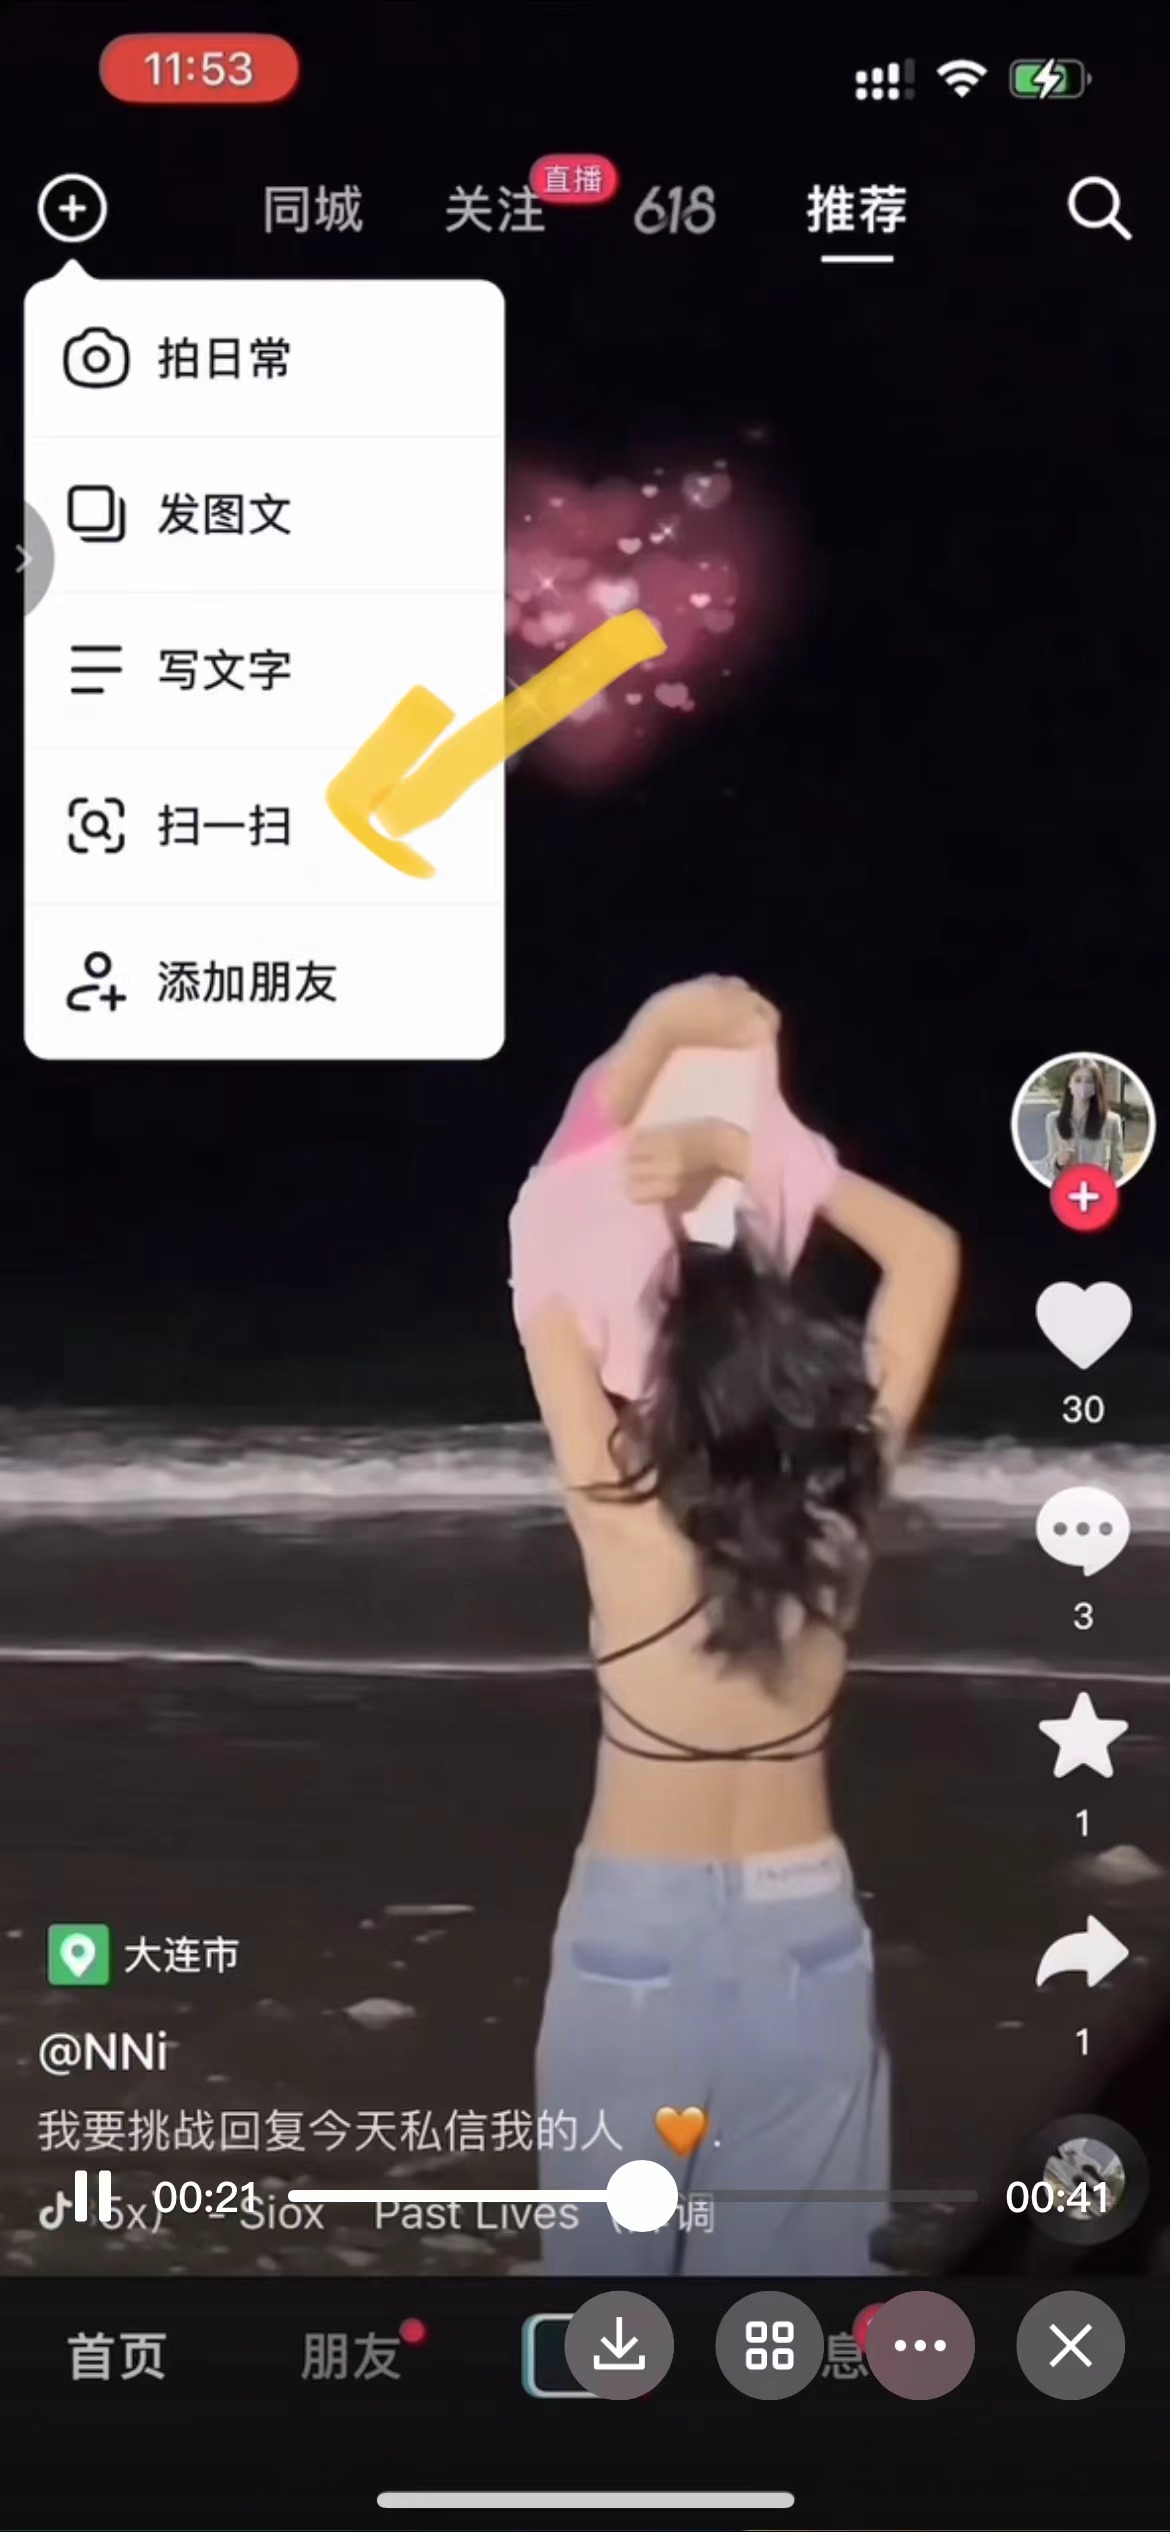 11:53
同城 关注 直播 618 推荐
拍日常
发图文
写文字
扫一扫
添加朋友
30
3
1
大连市
@NNi
1
我要挑战回复今天私信我的人 🧡.
00:21 00:41
5x) - Siox Past Lives 调
首页 朋友 息